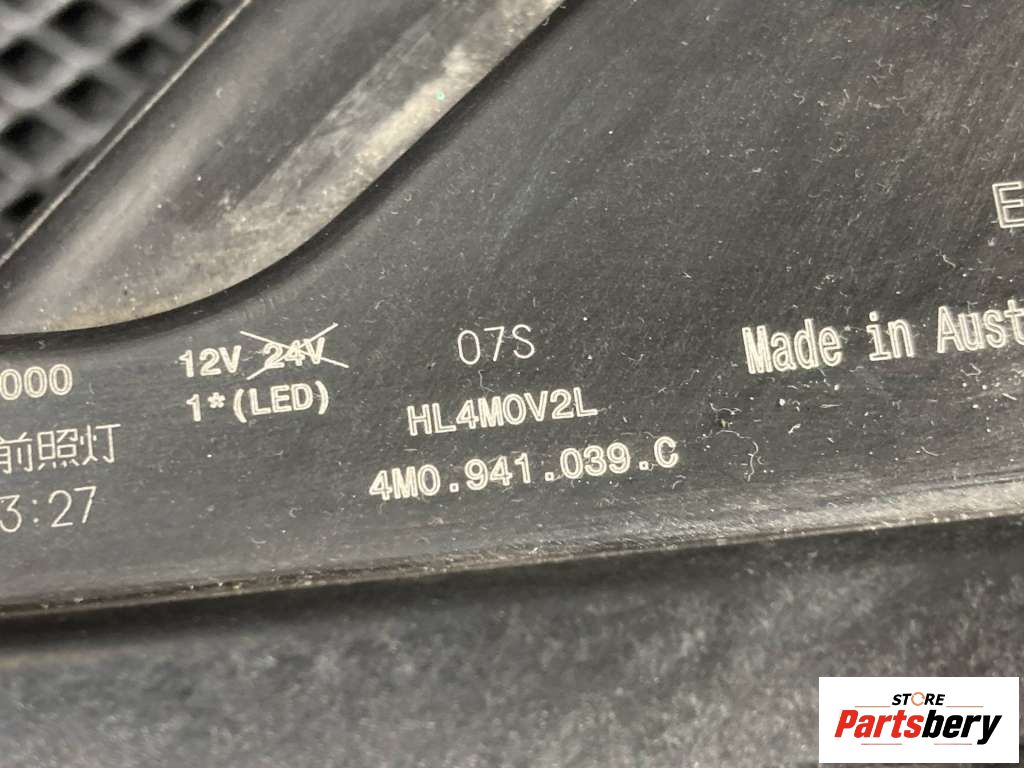 E
12V 24V
07S
Made in Aust
000
1*(LED)
HL4M0V2L
前照灯
4M0.941.039.C
3:27
STORE
Partsbery